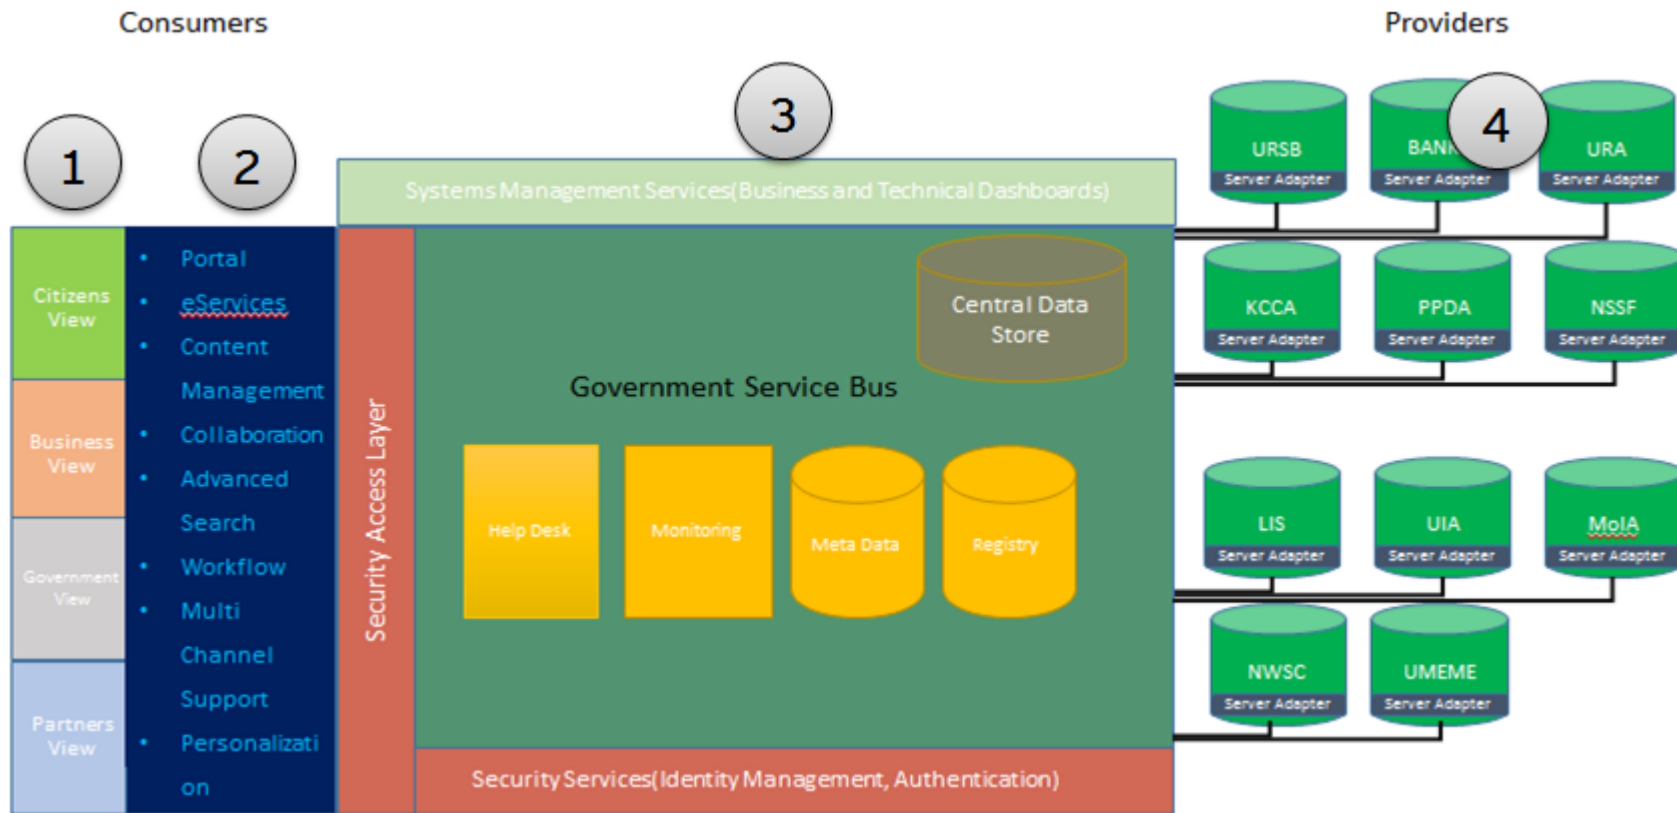 Consumers
Providers
1
2
3
4
Systems Management Services(Business and Technical Dashboards)
Citizens
View
Business
View
Government
View
Partners
View
• Portal
• eServices
• Content
Management
• Collaboration
• Advanced
Search
• Workflow
• Multi
Channel
Support
• Personalizati
on
Security Access Layer
Central Data
Store
Government Service Bus
Help Desk
Monitoring
Meta Data
Registry
Security Services(Identity Management, Authentication)
URSB
Server Adapter
BANK
Server Adapter
URA
Server Adapter
KCCA
Server Adapter
PPDA
Server Adapter
NSSF
Server Adapter
LIS
Server Adapter
UIA
Server Adapter
MoIA
Server Adapter
NWSC
Server Adapter
UMEME
Server Adapter